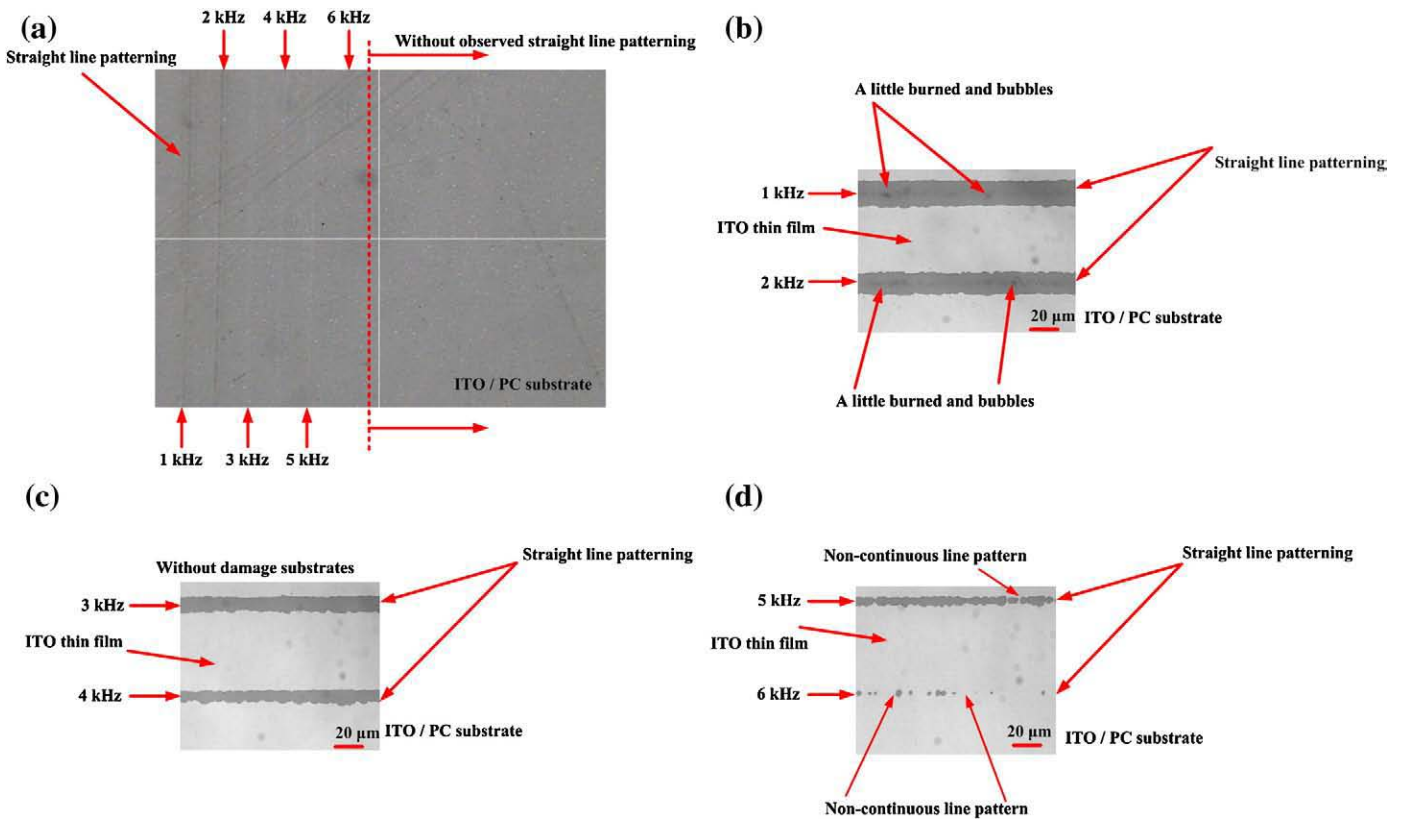 (a)
2 kHz 4 kHz 6 kHz
Without observed straight line patterning
Straight line patterning
ITO / PC substrate
1 kHz 3 kHz 5 kHz
(b)
A little burned and bubbles
Straight line patterning
1 kHz
ITO thin film
2 kHz
20 μm
ITO / PC substrate
A little burned and bubbles
(c)
Without damage substrates
Straight line patterning
3 kHz
ITO thin film
4 kHz
20 μm
ITO / PC substrate
(d)
Non-continuous line pattern
Straight line patterning
5 kHz
ITO thin film
6 kHz
20 μm
ITO / PC substrate
Non-continuous line pattern